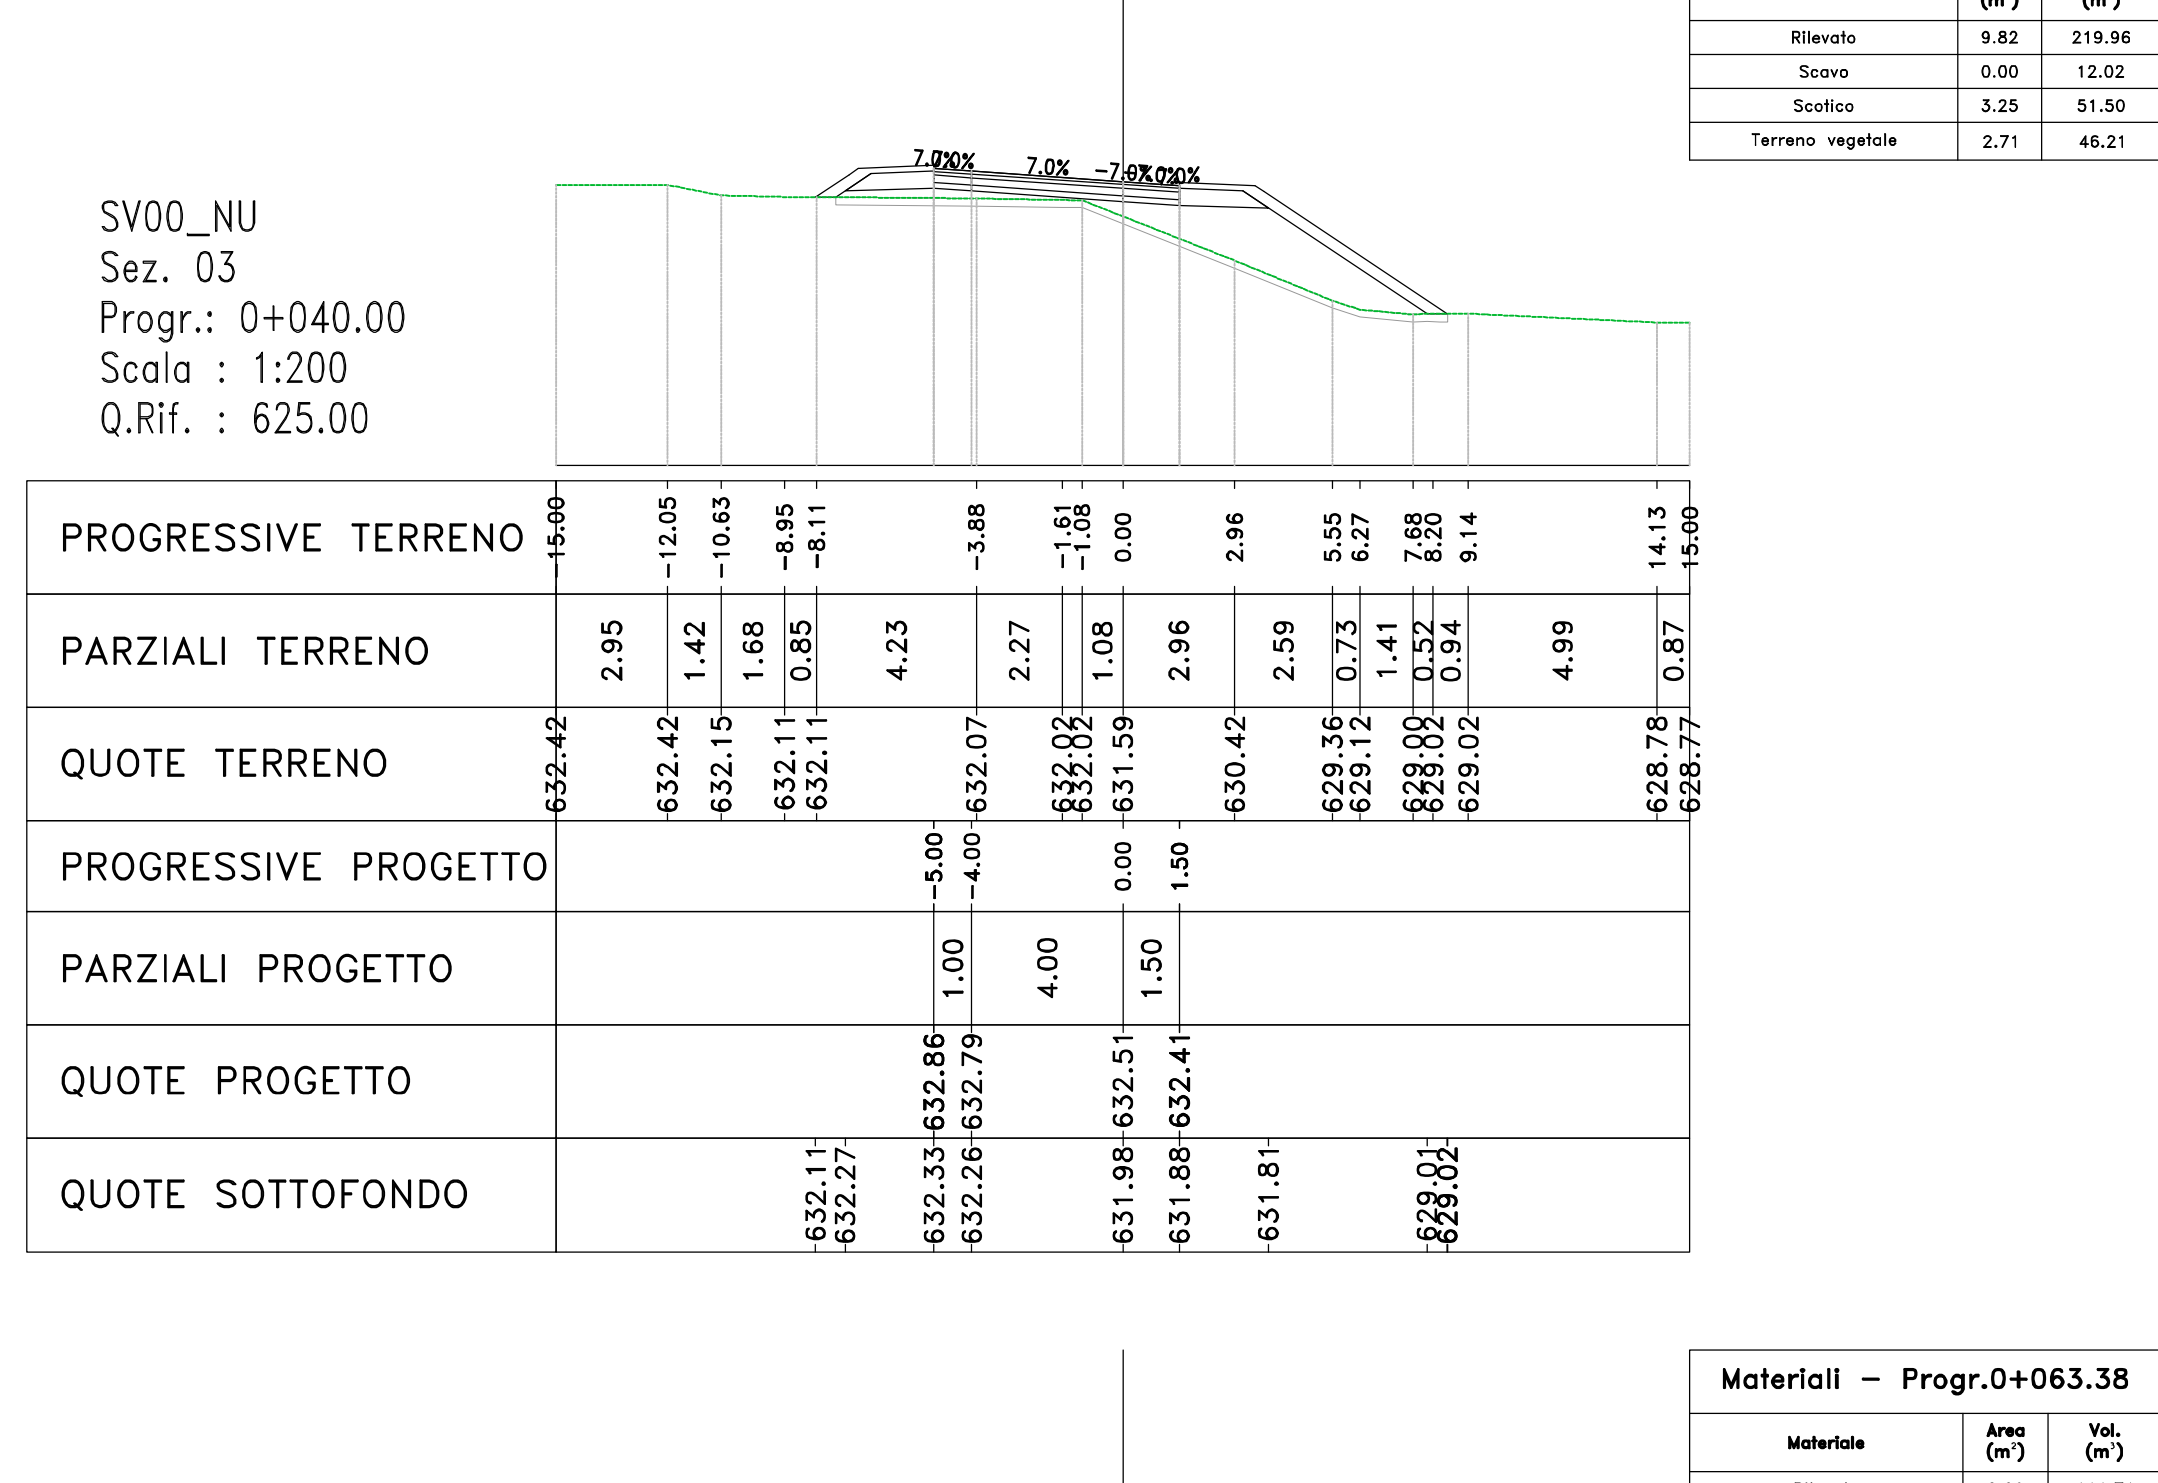 (m²) (m³)
Rilevato 9.82 219.96
Scavo 0.00 12.02
Scotico 3.25 51.50
Terreno vegetale 2.71 46.21
7.0% 7.0% 7.0% -7.0% 7.0%
SV00_NU
Sez. 03
Progr.: 0+040.00
Scala : 1:200
Q.Rif. : 625.00
PROGRESSIVE TERRENO -15.00 -12.05 -10.63 -8.95 -8.11 -3.88 -1.61 -1.08 0.00 2.96 5.55 6.27 7.68 8.20 9.14 14.13 15.00
PARZIALI TERRENO 2.95 1.42 1.68 0.85 4.23 2.27 1.08 2.96 2.59 0.73 1.41 0.52 0.94 4.99 0.87
QUOTE TERRENO 632.42 632.42 632.15 632.11 632.11 632.07 632.02 632.02 631.59 630.42 629.36 629.12 629.00 629.02 629.02 628.78 628.77
PROGRESSIVE PROGETTO -5.00 -4.00 0.00 1.50
PARZIALI PROGETTO 1.00 4.00 1.50
QUOTE PROGETTO 632.86 632.79 632.51 632.41
QUOTE SOTTOFONDO 632.11 632.27 632.33 632.26 631.98 631.88 631.81 629.01 629.02
Materiali - Progr.0+063.38
Materiale Area (m²) Vol. (m³)